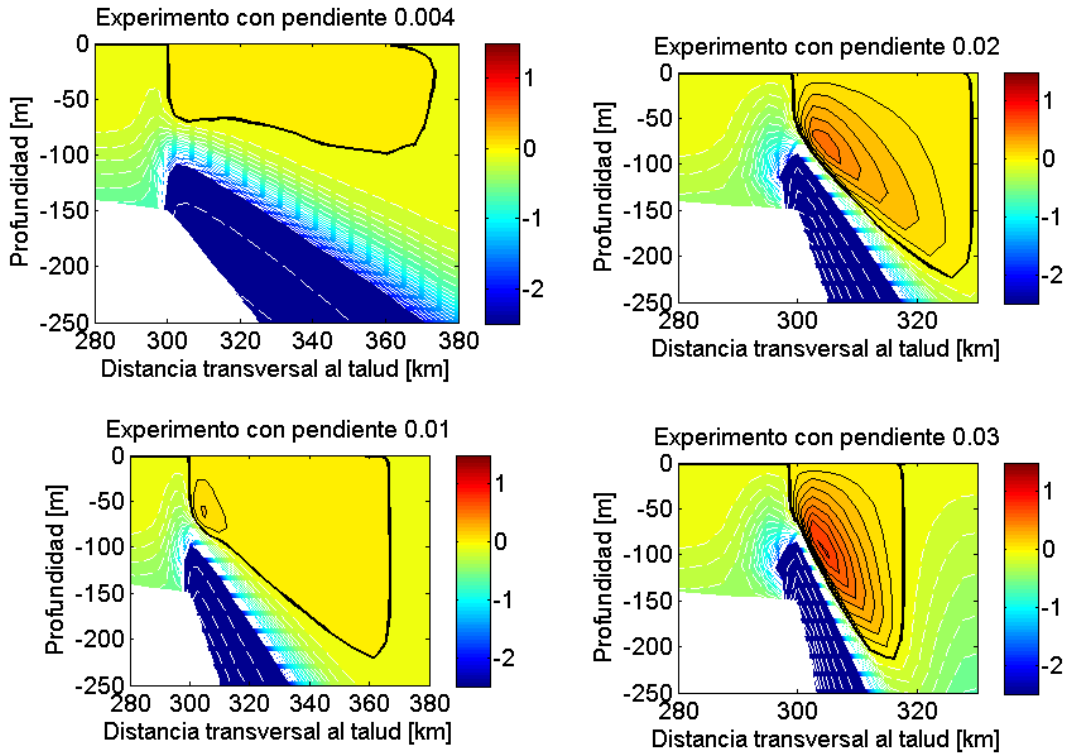 Experimento con pendiente 0.004
Profundidad [m]
0
-50
-100
-150
-200
-250
280 300 320 340 360 380
Distancia transversal al talud [km]
1
0
-1
-2
Experimento con pendiente 0.02
Profundidad [m]
0
-50
-100
-150
-200
-250
280 300 320
Distancia transversal al talud [km]
1
0
-1
-2
Experimento con pendiente 0.01
Profundidad [m]
0
-50
-100
-150
-200
-250
280 300 320 340 360 380
Distancia transversal al talud [km]
1
0
-1
-2
Experimento con pendiente 0.03
Profundidad [m]
0
-50
-100
-150
-200
-250
280 300 320
Distancia transversal al talud [km]
1
0
-1
-2